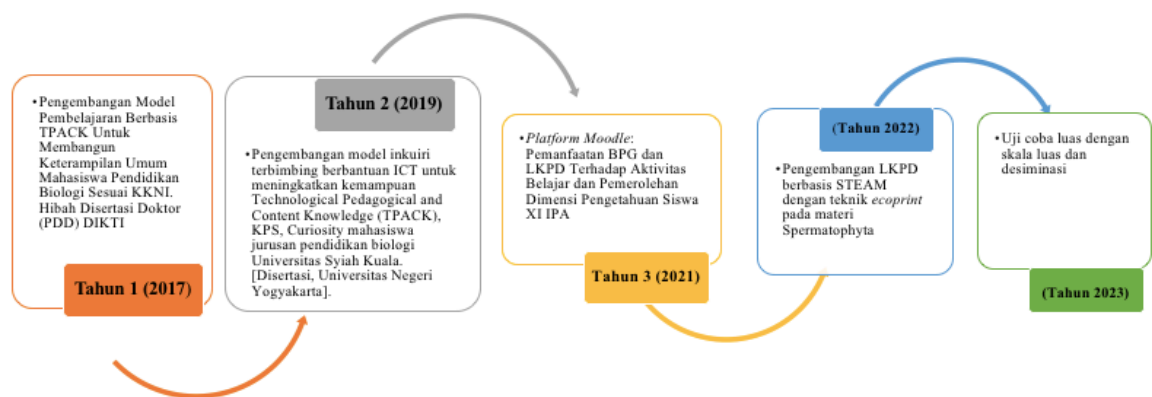 •Pengembangan Model
Pembelajaran Berbasis
TPACK Untuk
Membangun
Keterampilan Umum
Mahasiswa Pendidikan
Biologi Sesuai KKNI.
Hibah Disertasi Doktor
(PDD) DIKTI
Tahun 1 (2017)
Tahun 2 (2019)
•Pengembangan model inkuiri
terbimbing berbantuan ICT untuk
meningkatkan kemampuan
Technological Pedagogical and
Content Knowledge (TPACK),
KPS, Curiosity mahasiswa
jurusan pendidikan biologi
Universitas Syiah Kuala.
[Disertasi, Universitas Negeri
Yogyakarta].
•Platform Moodle:
Pemanfaatan BPG dan
LKPD Terhadap Aktivitas
Belajar dan Pemerolehan
Dimensi Pengetahuan Siswa
XI IPA
Tahun 3 (2021)
(Tahun 2022)
•Pengembangan LKPD
berbasis STEAM
dengan teknik ecoprint
pada materi
Spermatophyta
•Uji coba luas dengan
skala luas dan
desiminasi
(Tahun 2023)